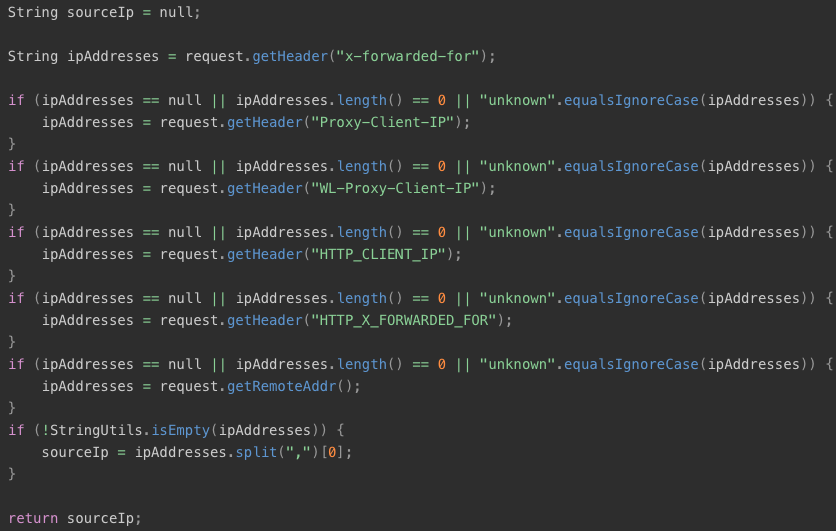 String sourceIp = null;
String ipAddresses = request.getHeader("x-forwarded-for");
if (ipAddresses == null || ipAddresses.length() == 0 || "unknown".equalsIgnoreCase(ipAddresses)) {
ipAddresses = request.getHeader("Proxy-Client-IP");
}
if (ipAddresses == null || ipAddresses.length() == 0 || "unknown".equalsIgnoreCase(ipAddresses)) {
ipAddresses = request.getHeader("WL-Proxy-Client-IP");
}
if (ipAddresses == null || ipAddresses.length() == 0 || "unknown".equalsIgnoreCase(ipAddresses)) {
ipAddresses = request.getHeader("HTTP_CLIENT_IP");
}
if (ipAddresses == null || ipAddresses.length() == 0 || "unknown".equalsIgnoreCase(ipAddresses)) {
ipAddresses = request.getHeader("HTTP_X_FORWARDED_FOR");
}
if (ipAddresses == null || ipAddresses.length() == 0 || "unknown".equalsIgnoreCase(ipAddresses)) {
ipAddresses = request.getRemoteAddr();
}
if (!StringUtils.isEmpty(ipAddresses)) {
sourceIp = ipAddresses.split(",")[0];
}
return sourceIp;